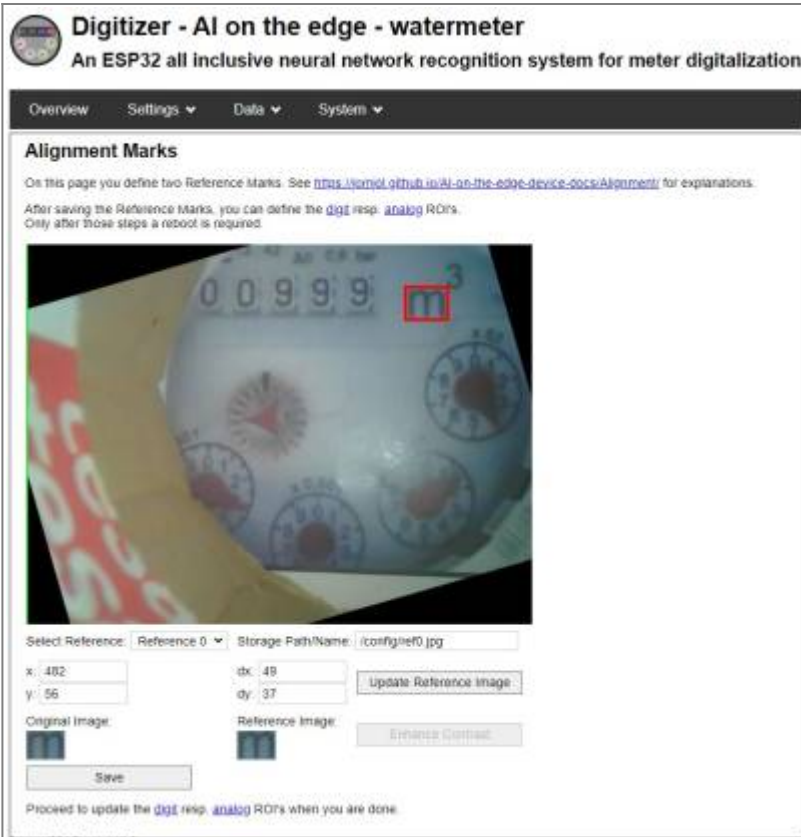 Digitizer - AI on the edge - watermeter
An ESP32 all inclusive neural network recognition system for meter digitalization
Overview Settings Data System
Alignment Marks
On this page you define two Reference Marks. See https://jomjol.github.io/AI-on-the-edge-device-docs/Alignment/ for explanations.
After saving the Reference Marks, you can define the digit resp. analog ROI's.
Only after those steps a reboot is required.
0 0 9 9 9 m3
Select Reference: Reference 0 Storage Path/Name: /config/ref0.jpg
x: 482 dx: 49
Update Reference Image
y: 56 dy: 37
Original Image: Reference Image:
Enhance Contrast
m m
Save
Proceed to update the digit resp. analog ROI's when you are done.